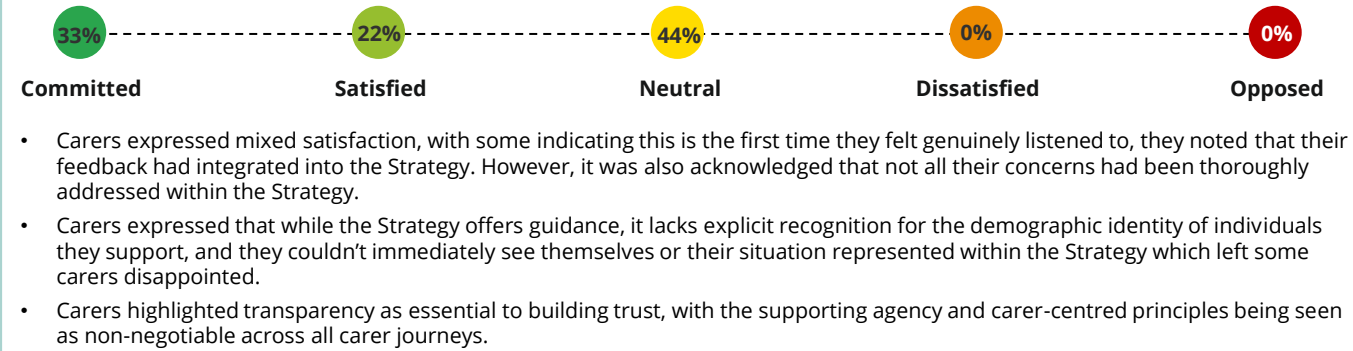 33% 22% 44% 0% 0%
Committed Satisfied Neutral Dissatisfied Opposed
• Carers expressed mixed satisfaction, with some indicating this is the first time they felt genuinely listened to, they noted that their
feedback had integrated into the Strategy. However, it was also acknowledged that not all their concerns had been thoroughly
addressed within the Strategy.
• Carers expressed that while the Strategy offers guidance, it lacks explicit recognition for the demographic identity of individuals
they support, and they couldn’t immediately see themselves or their situation represented within the Strategy which left some
carers disappointed.
• Carers highlighted transparency as essential to building trust, with the supporting agency and carer-centred principles being seen
as non-negotiable across all carer journeys.